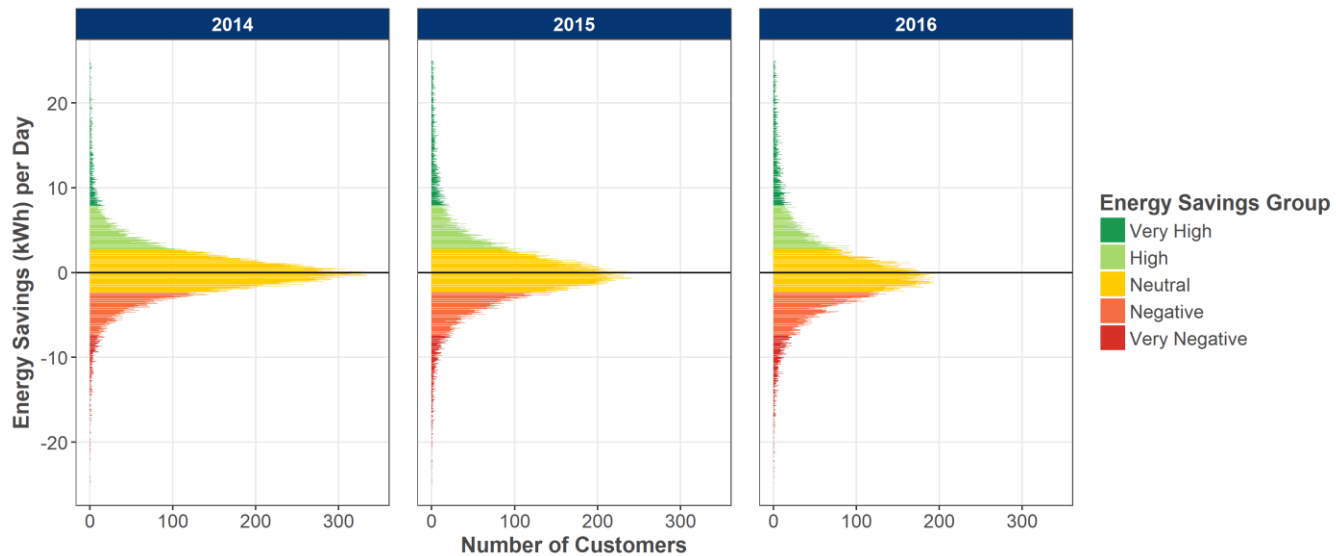 2014 2015 2016
Energy Savings (kWh) per Day
20
10
0
-10
-20
0 100 200 300 0 100 200 300 0 100 200 300
Number of Customers
Energy Savings Group
Very High
High
Neutral
Negative
Very Negative